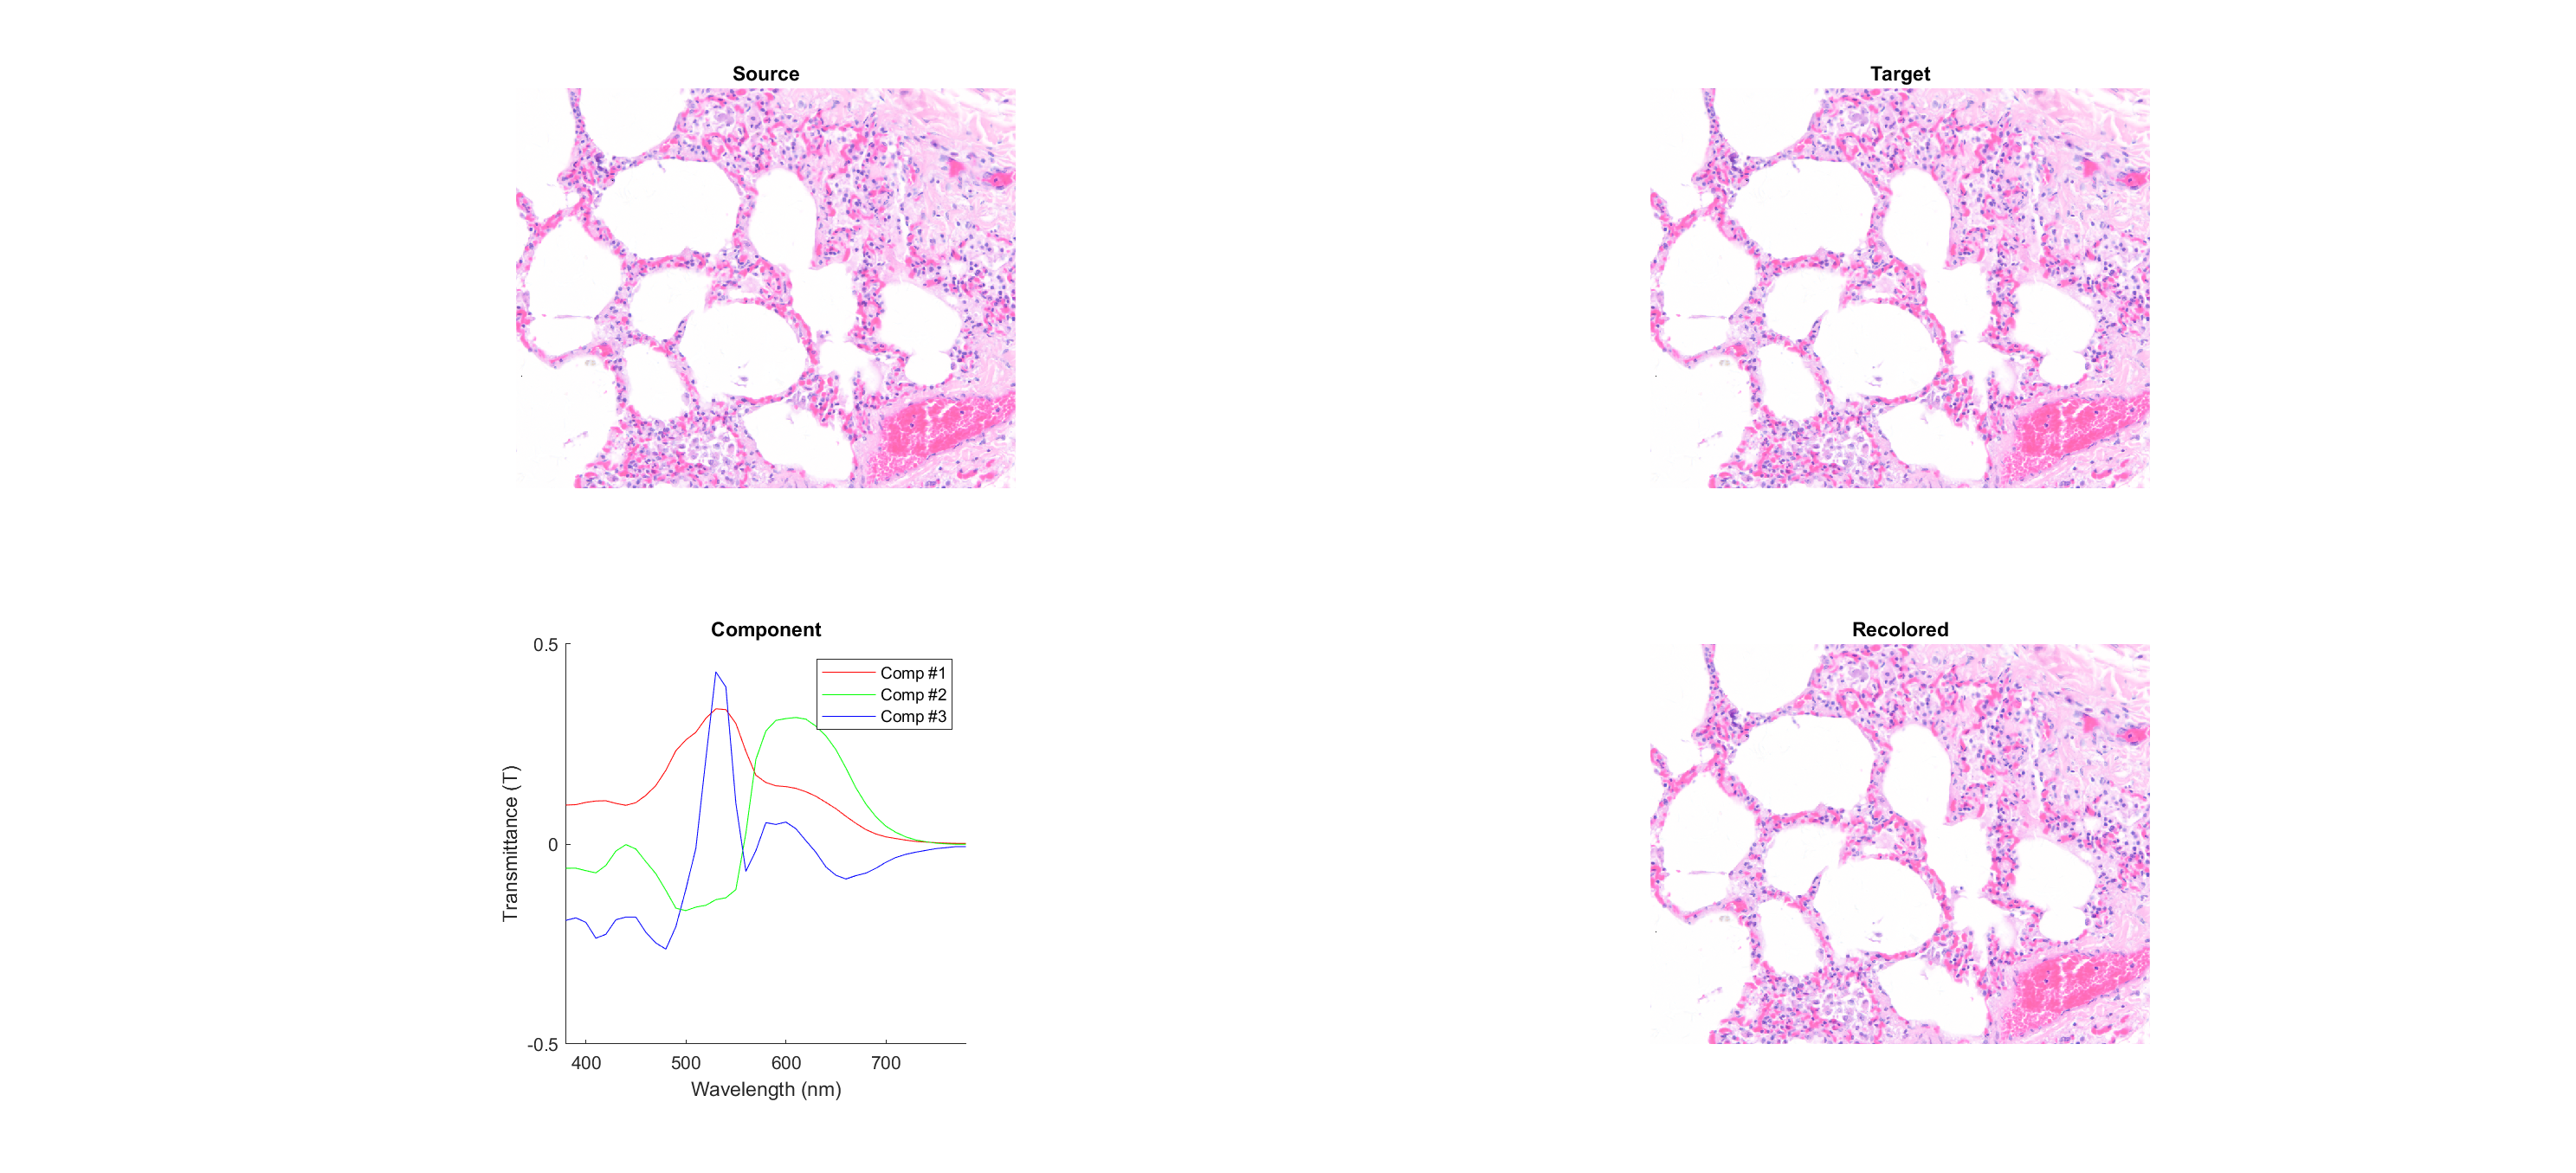 Source
Target
Component
0.5
0
-0.5
Transmittance (T)
400 500 600 700
Wavelength (nm)
Comp #1
Comp #2
Comp #3
Recolored